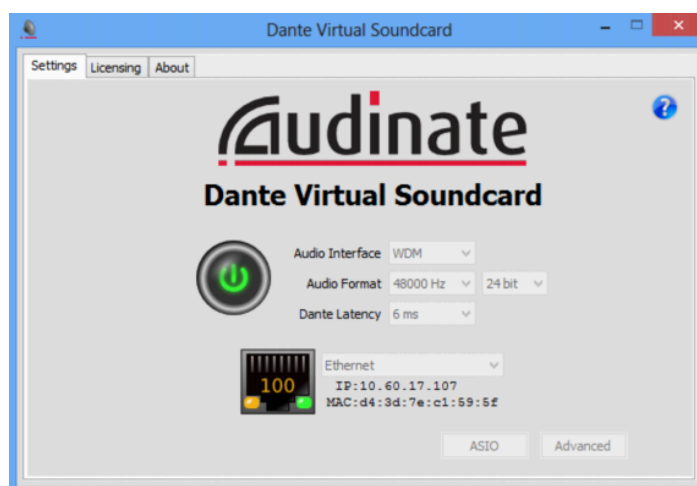 Dante Virtual Soundcard
Settings Licensing About
Audinate
?
Dante Virtual Soundcard
Audio Interface WDM
Audio Format 48000 Hz 24 bit
Dante Latency 6 ms
Ethernet
100
IP:10.60.17.107
MAC:d4:3d:7e:c1:59:5f
ASIO Advanced